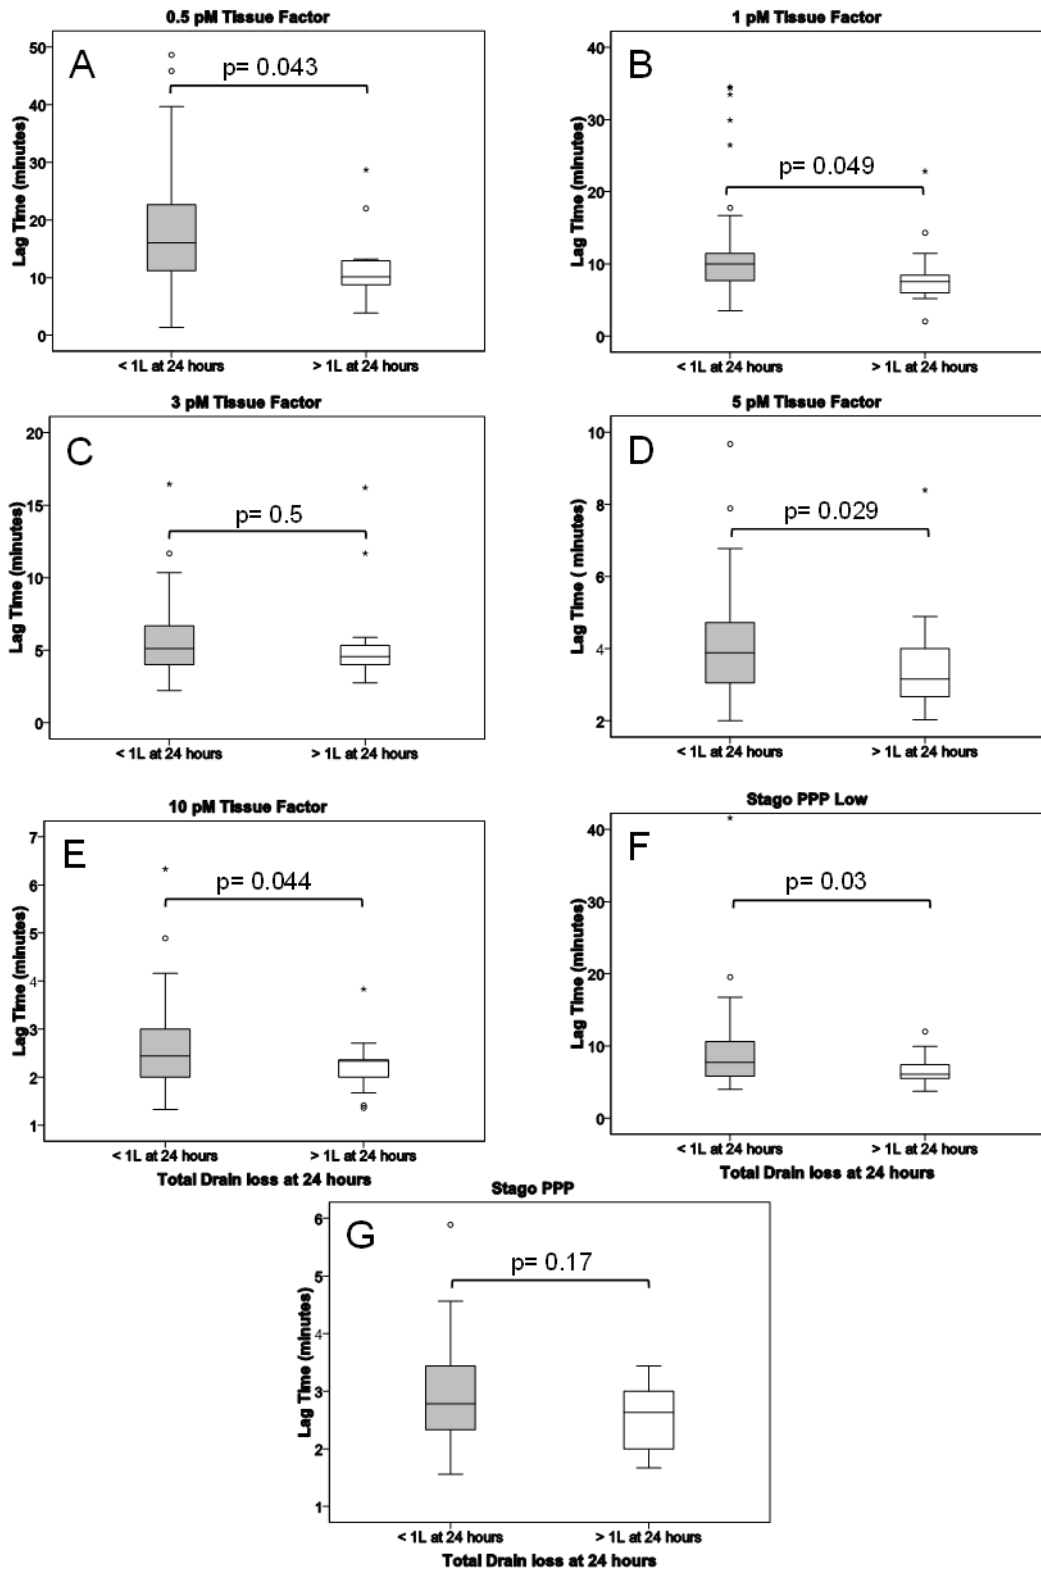 0.5 pM Tissue Factor
A
p= 0.043
50
40
30
20
10
0
Lag Time (minutes)
< 1L at 24 hours
> 1L at 24 hours
1 pM Tissue Factor
B
p= 0.049
40
30
20
10
0
Lag Time (minutes)
< 1L at 24 hours
> 1L at 24 hours
3 pM Tissue Factor
C
p= 0.5
20
15
10
5
0
Lag Time (minutes)
< 1L at 24 hours
> 1L at 24 hours
5 pM Tissue Factor
D
p= 0.029
10
8
6
4
2
Lag Time ( minutes)
< 1L at 24 hours
> 1L at 24 hours
10 pM Tissue Factor
E
p= 0.044
7
6
5
4
3
2
1
Lag Time (minutes)
< 1L at 24 hours
> 1L at 24 hours
Total Drain loss at 24 hours
Stago PPP Low
F
p= 0.03
40
30
20
10
0
Lag Time (minutes)
< 1L at 24 hours
> 1L at 24 hours
Total Drain loss at 24 hours
Stago PPP
G
p= 0.17
6
5
4
3
2
1
Lag Time (minutes)
< 1L at 24 hours
> 1L at 24 hours
Total Drain loss at 24 hours